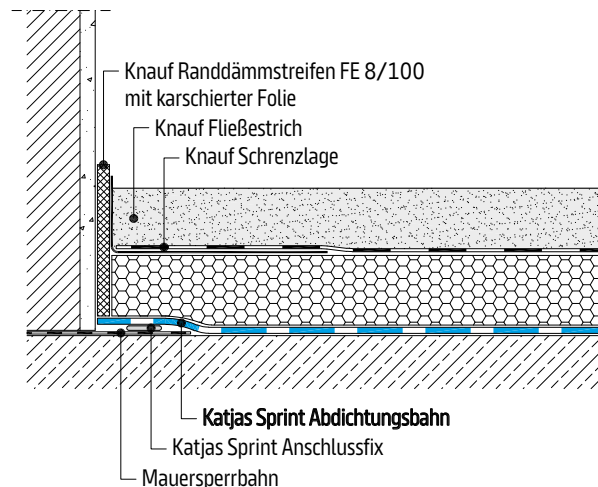 Knauf Randdämmstreifen FE 8/100
mit karschierter Folie
Knauf Fließestrich
Knauf Schrenzlage
Katjas Sprint Abdichtungsbahn
Katjas Sprint Anschlussfix
Mauersperrbahn